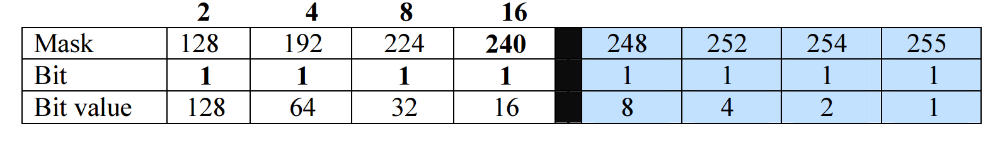 2 4 8 16
Mask 128 192 224 240 248 252 254 255
Bit 1 1 1 1 1 1 1 1
Bit value 128 64 32 16 8 4 2 1